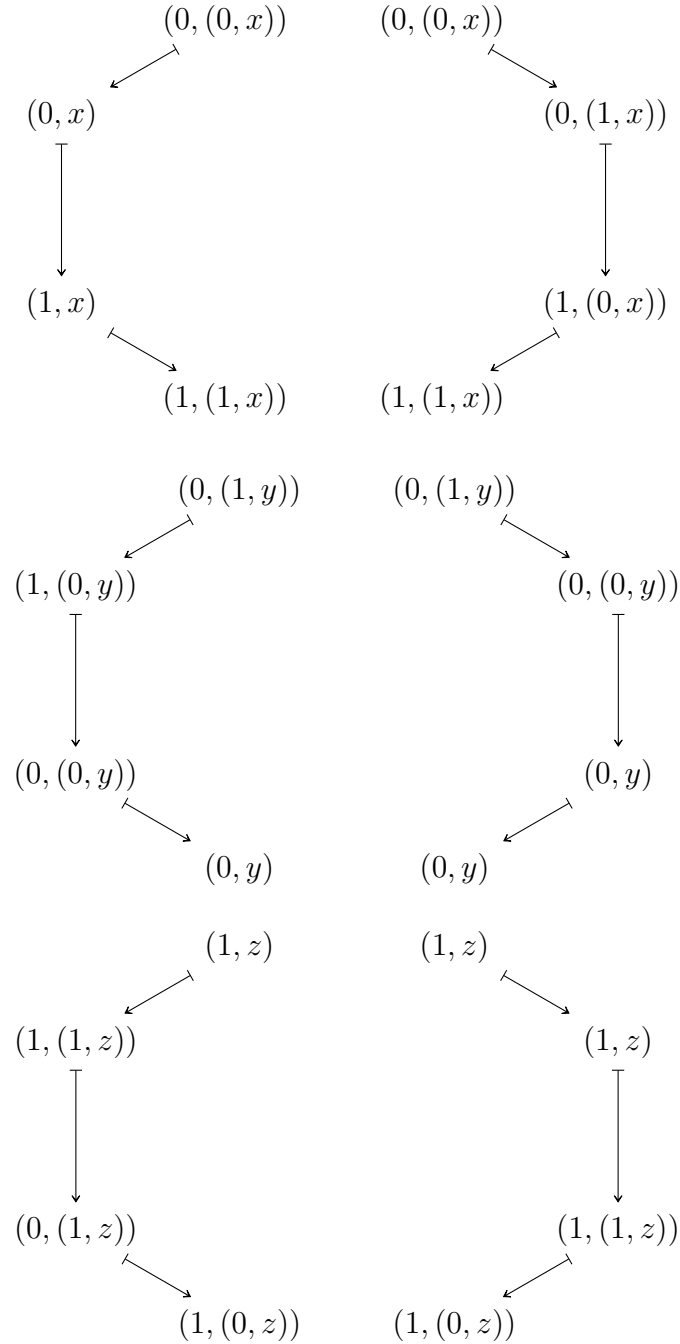 (0, (0, x)) (0, (0, x))
(0, x) (0, (1, x))
(1, x) (1, (0, x))
(1, (1, x)) (1, (1, x))
(0, (1, y)) (0, (1, y))
(1, (0, y)) (0, (0, y))
(0, (0, y)) (0, y)
(0, y) (0, y)
(1, z) (1, z)
(1, (1, z)) (1, z)
(0, (1, z)) (1, (1, z))
(1, (0, z)) (1, (0, z))